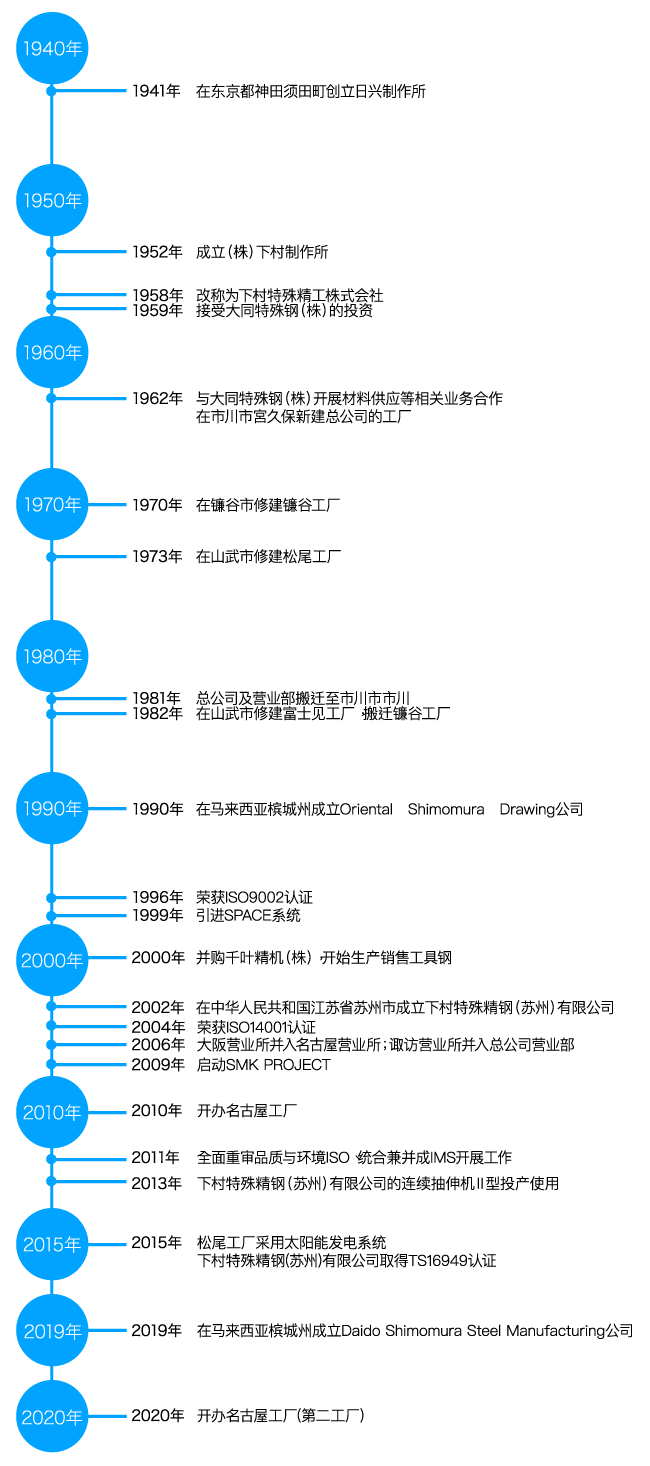 1940年
1941年 在东京都神田须田町创立日兴制作所
1950年
1952年 成立（株）下村制作所
1958年 改称为下村特殊精工株式会社
1959年 接受大同特殊钢（株）的投资
1960年
1962年 与大同特殊钢（株）开展材料供应等相关业务合作
在市川市宮久保新建总公司的工厂
1970年
1970年 在镰谷市修建镰谷工厂
1973年 在山武市修建松尾工厂
1980年
1981年 总公司及营业部搬迁至市川市市川
1982年 在山武市修建富士见工厂，搬迁镰谷工厂
1990年
1990年 在马来西亚槟城州成立Oriental Shimomura Drawing公司
1996年 荣获ISO9002认证
1999年 引进SPACE系统
2000年
2000年 并购千叶精机（株），开始生产销售工具钢
2002年 在中华人民共和国江苏省苏州市成立下村特殊精钢（苏州）有限公司
2004年 荣获ISO14001认证
2006年 大阪营业所并入名古屋营业所；诹访营业所并入总公司营业部
2009年 启动SMK PROJECT
2010年
2010年 开办名古屋工厂
2011年 全面重审品质与环境ISO，统合兼并成IMS开展工作
2013年 下村特殊精钢（苏州）有限公司的连续抽伸机Ⅱ型投产使用
2015年
2015年 松尾工厂采用太阳能发电系统
下村特殊精钢(苏州)有限公司取得TS16949认证
2019年
2019年 在马来西亚槟城州成立Daido Shimomura Steel Manufacturing公司
2020年
2020年 开办名古屋工厂(第二工厂)